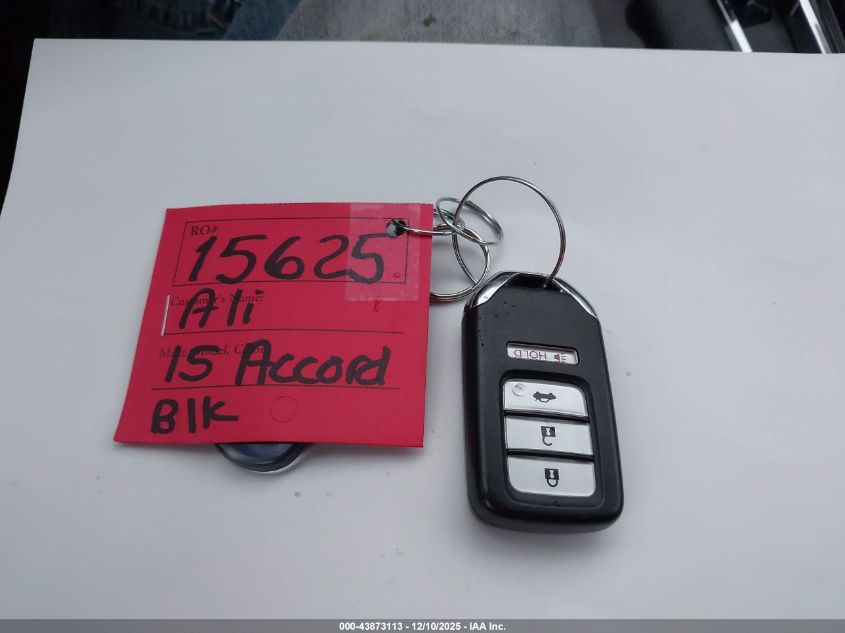 RO#
15625
Customer's Name:
Ali
Make, Model, Color
15 Accord
Blk
HOLD
000-43873113 - 12/10/2025 - IAA Inc.